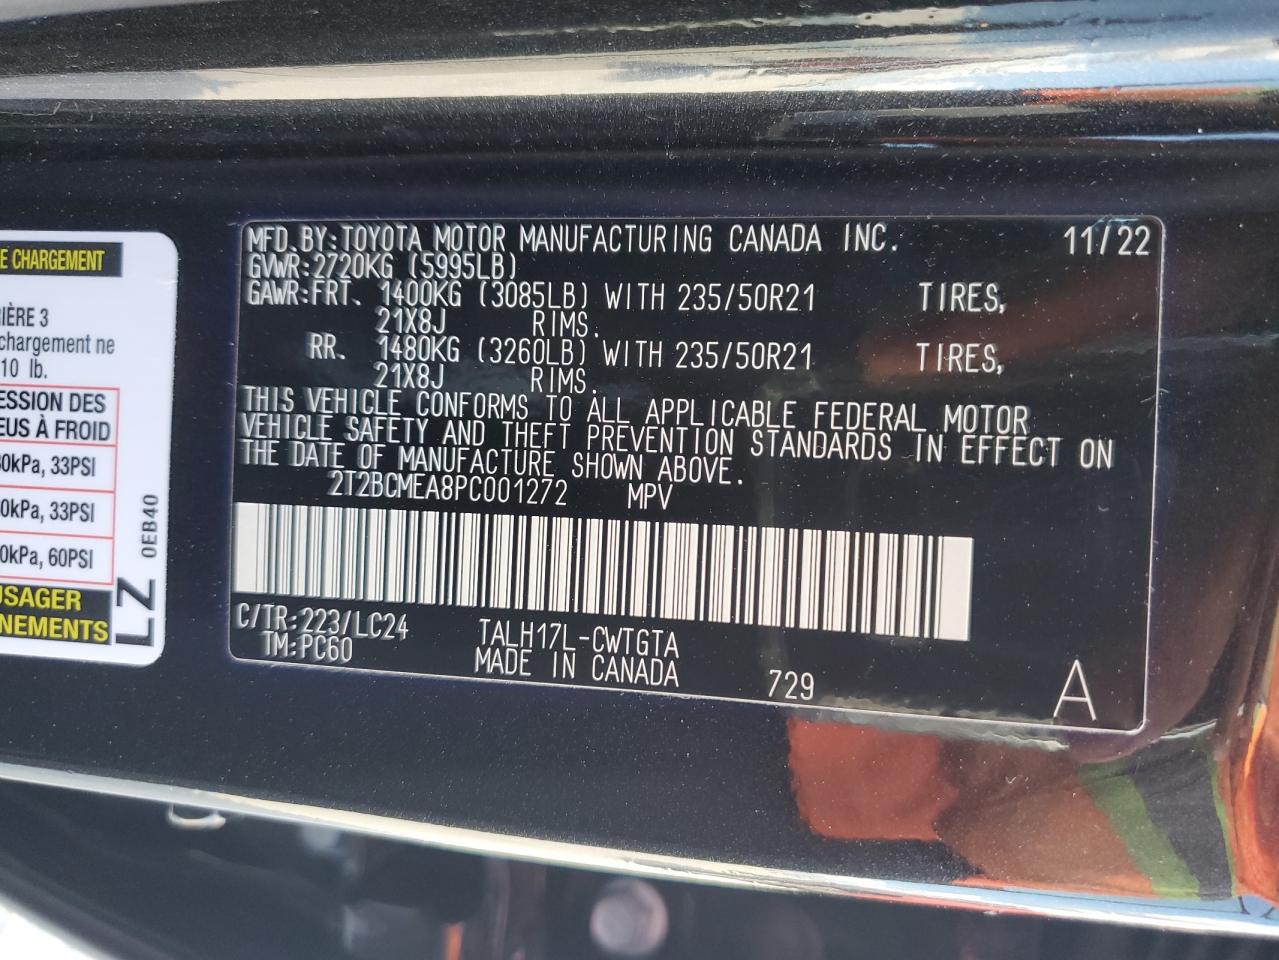 E CHARGEMENT
IÈRE 3
chargement ne
10 lb.
ESSION DES
EUS À FROID
0kPa, 33PSI
0kPa, 33PSI
0kPa, 60PSI
USAGER
NEMENTS
LZ 0EB40
MFD.BY:TOYOTA MOTOR MANUFACTURING CANADA INC. 11/22
GVWR:2720KG (5995LB)
GAWR:FRT. 1400KG (3085LB) WITH 235/50R21 TIRES,
21X8J RIMS.
RR. 1480KG (3260LB) WITH 235/50R21 TIRES,
21X8J RIMS.
THIS VEHICLE CONFORMS TO ALL APPLICABLE FEDERAL MOTOR
VEHICLE SAFETY AND THEFT PREVENTION STANDARDS IN EFFECT ON
THE DATE OF MANUFACTURE SHOWN ABOVE.
2T2BCMEA8PC001272 MPV
C/TR:223/LC24 TALH17L-CWTGTA
TM:PC60 MADE IN CANADA 729 A